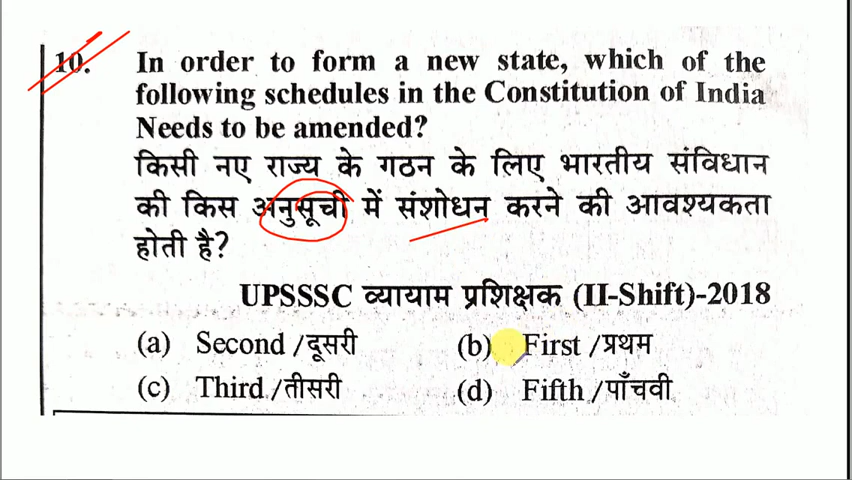 10. In order to form a new state, which of the
following schedules in the Constitution of India
Needs to be amended?
किसी नए राज्य के गठन के लिए भारतीय संविधान
की किस अनुसूची में संशोधन करने की आवश्यकता
होती है?
UPSSSC व्यायाम प्रशिक्षक (II-Shift)-2018
(a) Second /दूसरी (b) First /प्रथम
(c) Third /तीसरी (d) Fifth /पाँचवी